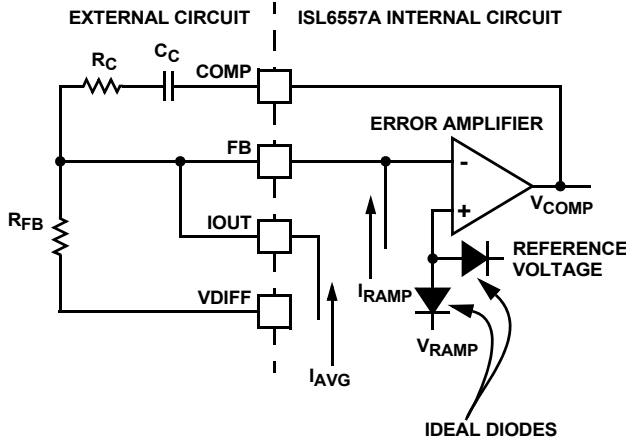 EXTERNAL CIRCUIT
ISL6557A INTERNAL CIRCUIT
RC
CC
COMP
ERROR AMPLIFIER
FB
-
+
VCOMP
RFB
IOUT
REFERENCE
VOLTAGE
IRAMP
VDIFF
VRAMP
IAVG
IDEAL DIODES